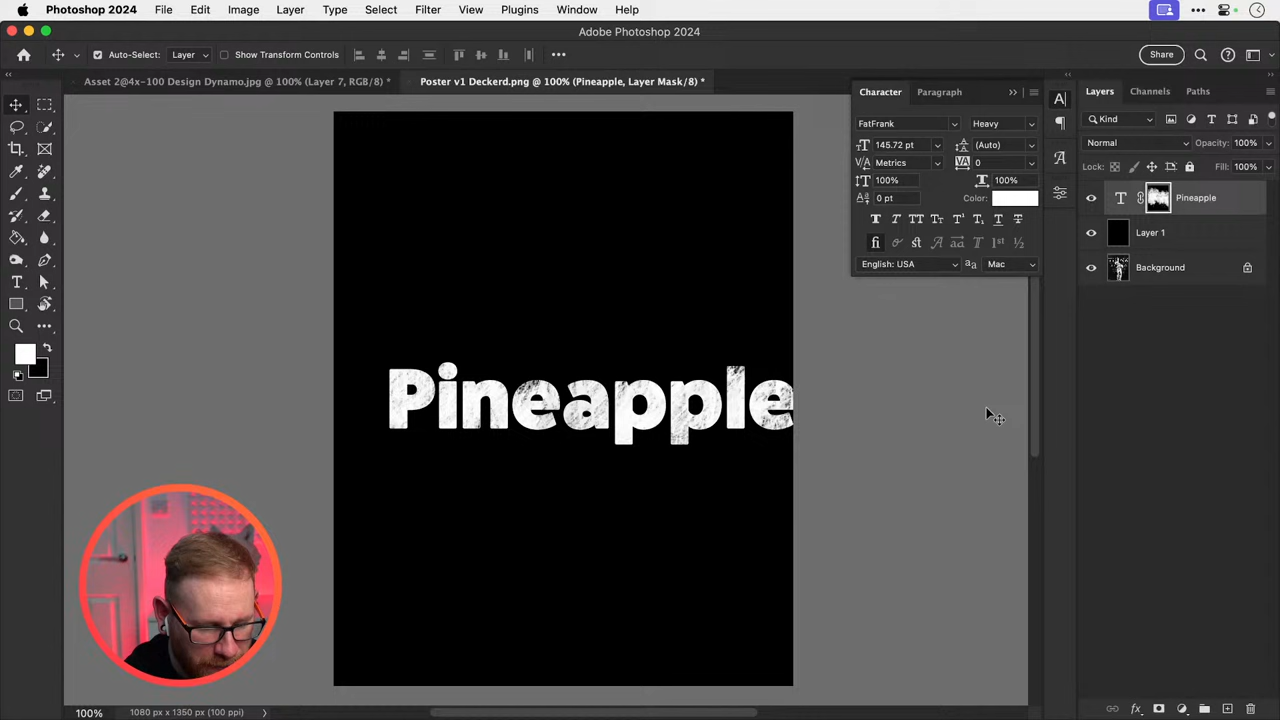 Photoshop 2024 File Edit Image Layer Type Select Filter View Plugins Window Help
Adobe Photoshop 2024
Auto-Select: Layer Show Transform Controls Share
Asset 2@4x-100 Design Dynamo.jpg @ 100% (Layer 7, RGB/8) * Poster v1 Deckerd.png @ 100% (Pineapple, Layer Mask/8) *
Character Paragraph
Layers Channels Paths
FatFrank Heavy
Kind
145.72 pt (Auto)
Normal Opacity: 100%
Metrics 0
Lock: Fill: 100%
100% 100%
0 pt Color:
Pineapple
English: USA Mac
Layer 1
Background
Pineapple
100% 1080 px x 1350 px (100 ppi)